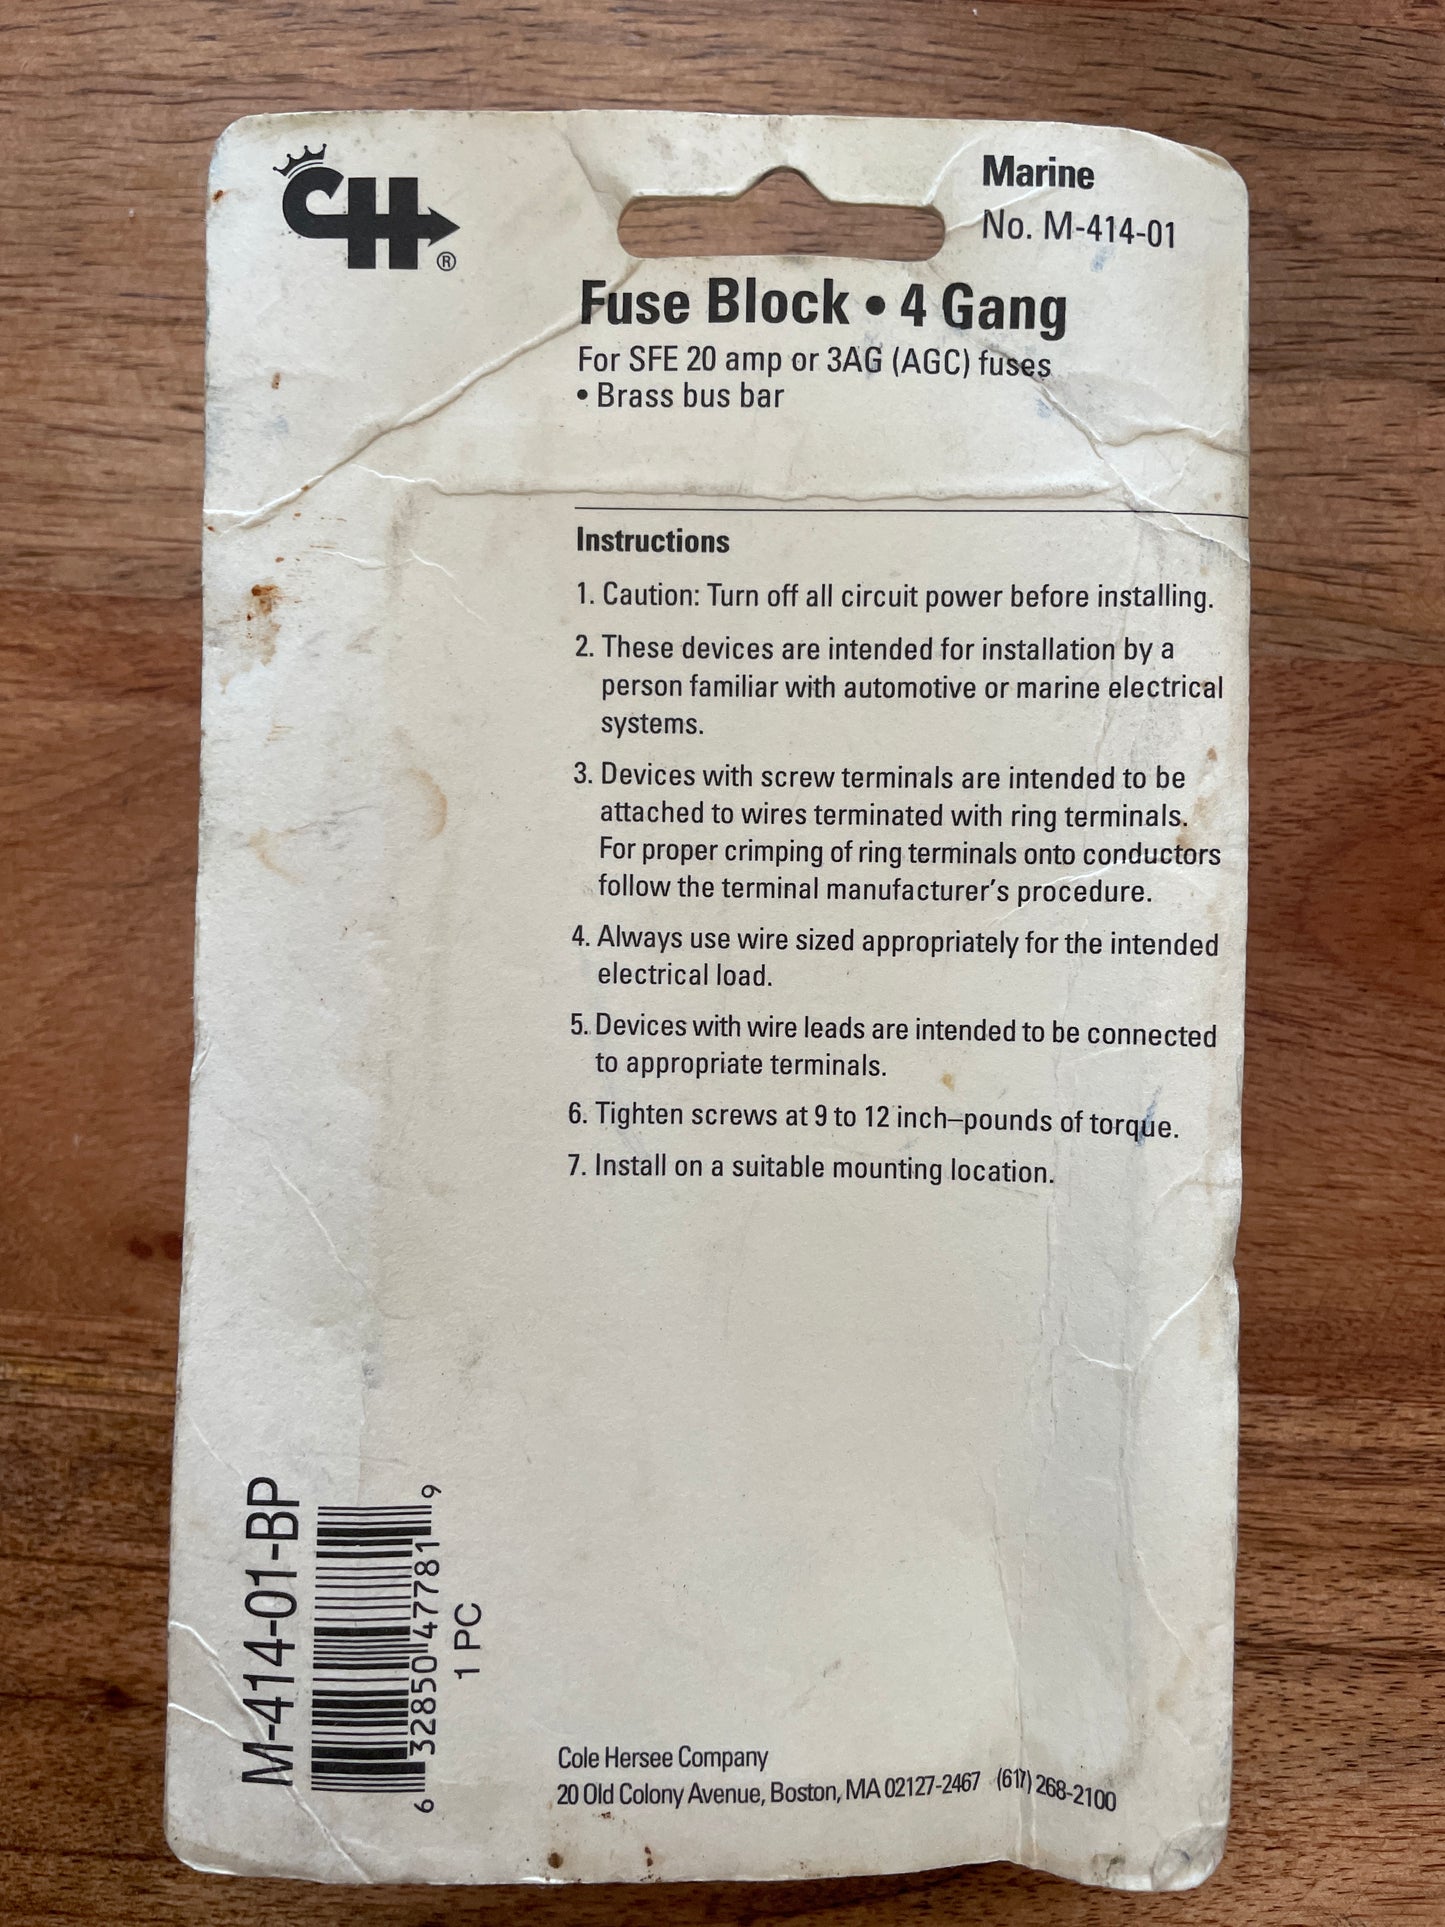 CH®
Marine
No. M-414-01
Fuse Block • 4 Gang
For SFE 20 amp or 3AG (AGC) fuses
• Brass bus bar
Instructions
1. Caution: Turn off all circuit power before installing.
2. These devices are intended for installation by a
person familiar with automotive or marine electrical
systems.
3. Devices with screw terminals are intended to be
attached to wires terminated with ring terminals.
For proper crimping of ring terminals onto conductors
follow the terminal manufacturer's procedure.
4. Always use wire sized appropriately for the intended
electrical load.
5. Devices with wire leads are intended to be connected
to appropriate terminals.
6. Tighten screws at 9 to 12 inch–pounds of torque.
7. Install on a suitable mounting location.
M-414-01-BP
6 32850 47781 9
1 PC
Cole Hersee Company
20 Old Colony Avenue, Boston, MA 02127-2467 (617) 268-2100